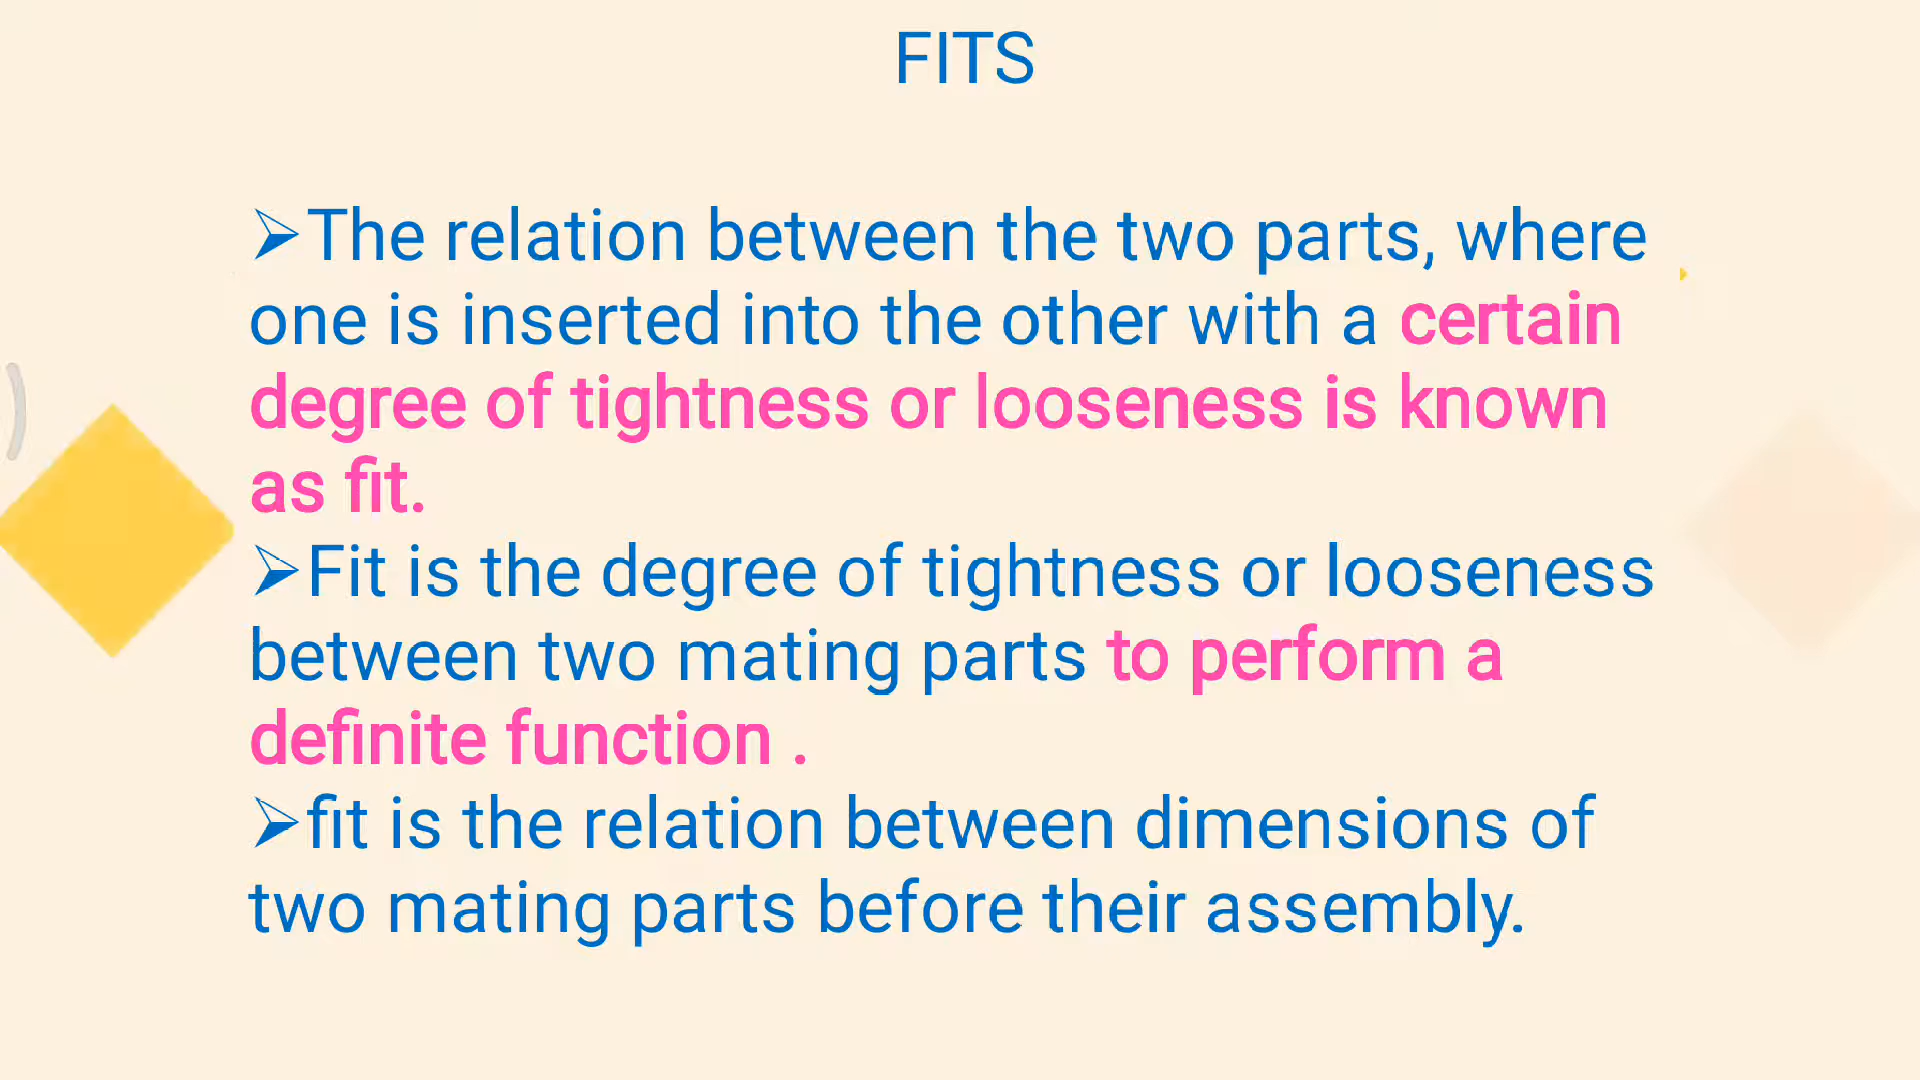 FITS
➢The relation between the two parts, where
one is inserted into the other with a certain
degree of tightness or looseness is known
as fit.
➢Fit is the degree of tightness or looseness
between two mating parts to perform a
definite function .
➢fit is the relation between dimensions of
two mating parts before their assembly.